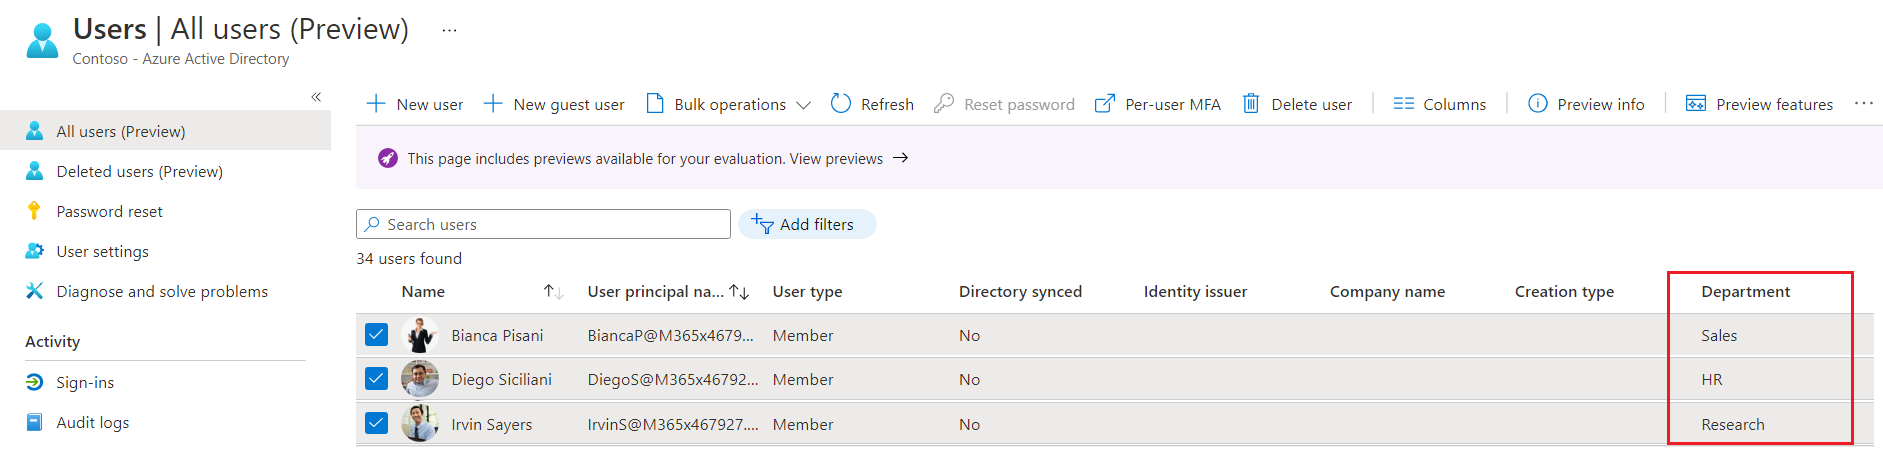 Users | All users (Preview) ...
Contoso - Azure Active Directory
«
All users (Preview)
Deleted users (Preview)
Password reset
User settings
Diagnose and solve problems
Activity
Sign-ins
Audit logs
New user New guest user Bulk operations Refresh Reset password Per-user MFA Delete user Columns Preview info Preview features ...
This page includes previews available for your evaluation. View previews →
Search users Add filters
34 users found
Name User principal na... User type Directory synced Identity issuer Company name Creation type Department
Bianca Pisani BiancaP@M365x4679... Member No Sales
Diego Siciliani DiegoS@M365x46792... Member No HR
Irvin Sayers IrvinS@M365x467927.... Member No Research